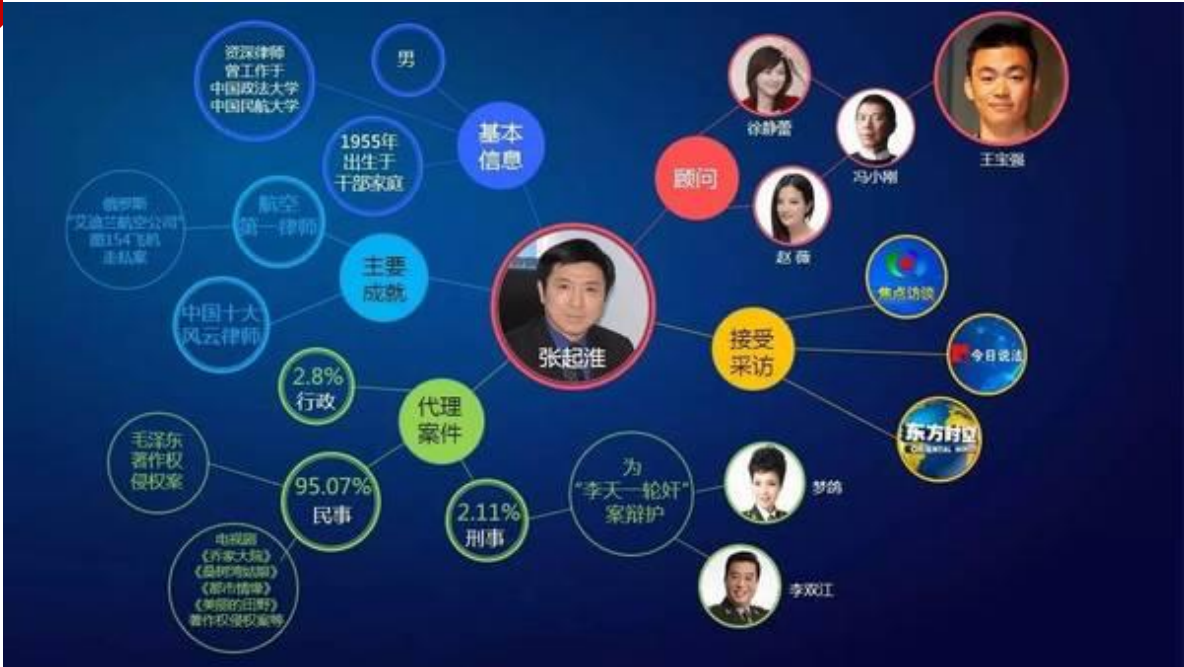 资深律师
曾工作于
中国政法大学
中国民航大学
男
1955年
出生于
干部家庭
基本
信息
航空
第一律师
俄罗斯
“艾迪兰航空公司”
图154飞机
走私案
主要
成就
中国十大
风云律师
顾问
徐静蕾
冯小刚
王宝强
赵薇
张起淮
接受
采访
焦点访谈
今日说法
东方时空
ORIENTAL
代理
案件
2.8%
行政
95.07%
民事
2.11%
刑事
毛泽东
著作权
侵权案
电视剧
《乔家大院》
《桑树湾姑娘》
《都市情缘》
《美丽的田野》
著作权侵权案等
为
“李天一轮奸”
案辩护
梦鸽
李双江